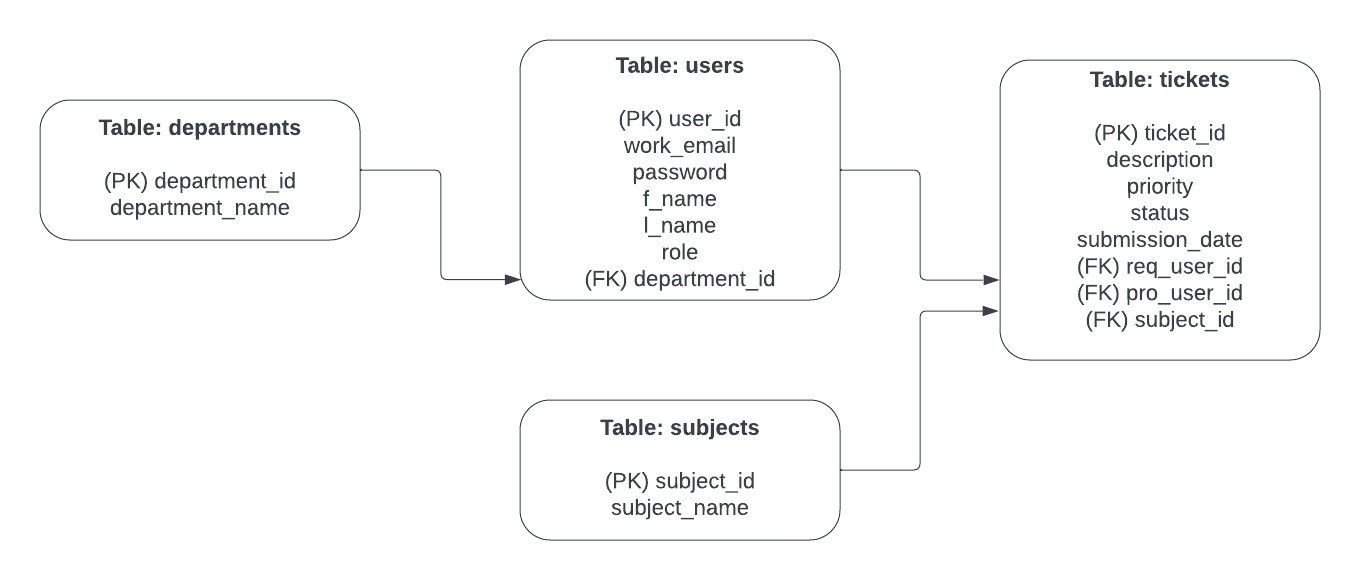 Table: departments
(PK) department_id
department_name
Table: users
(PK) user_id
work_email
password
f_name
l_name
role
(FK) department_id
Table: subjects
(PK) subject_id
subject_name
Table: tickets
(PK) ticket_id
description
priority
status
submission_date
(FK) req_user_id
(FK) pro_user_id
(FK) subject_id